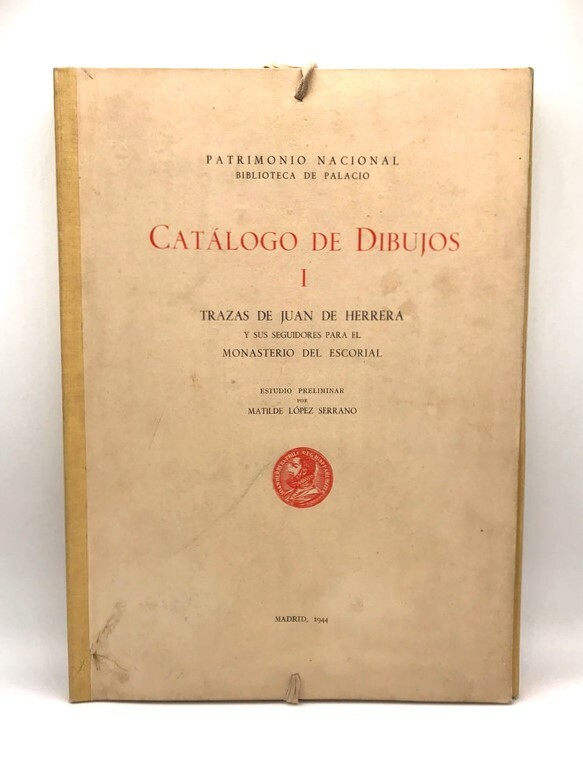 PATRIMONIO NACIONAL
BIBLIOTECA DE PALACIO
CATÁLOGO DE DIBUJOS
I
TRAZAS DE JUAN DE HERRERA
Y SUS SEGUIDORES PARA EL
MONASTERIO DEL ESCORIAL
ESTUDIO PRELIMINAR
POR
MATILDE LÓPEZ SERRANO
MADRID, 1944